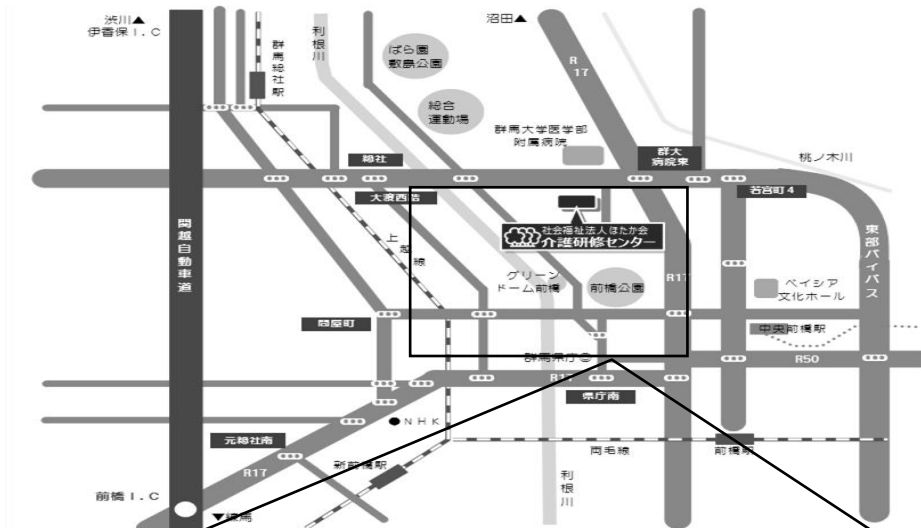 渋川▲
伊香保I.C
沼田▲
利根川
群馬総社駅
ばら園
敷島公園
R17
総合
運動場
群馬大学医学部
附属病院
群大
病院東
桃ノ木川
総社
大渡西詰
若宮町4
関越自動車道
上越線
社会福祉法人ほたか会
介護研修センター
東部バイパス
グリーン
ドーム前橋
前橋公園
R17
ベイシア
文化ホール
問屋町
中央前橋駅
群馬県庁◎
R50
R17
県庁南
●NHK
元総社南
R17
新前橋駅
両毛線
前橋駅
利根川
前橋I.C
▼練馬